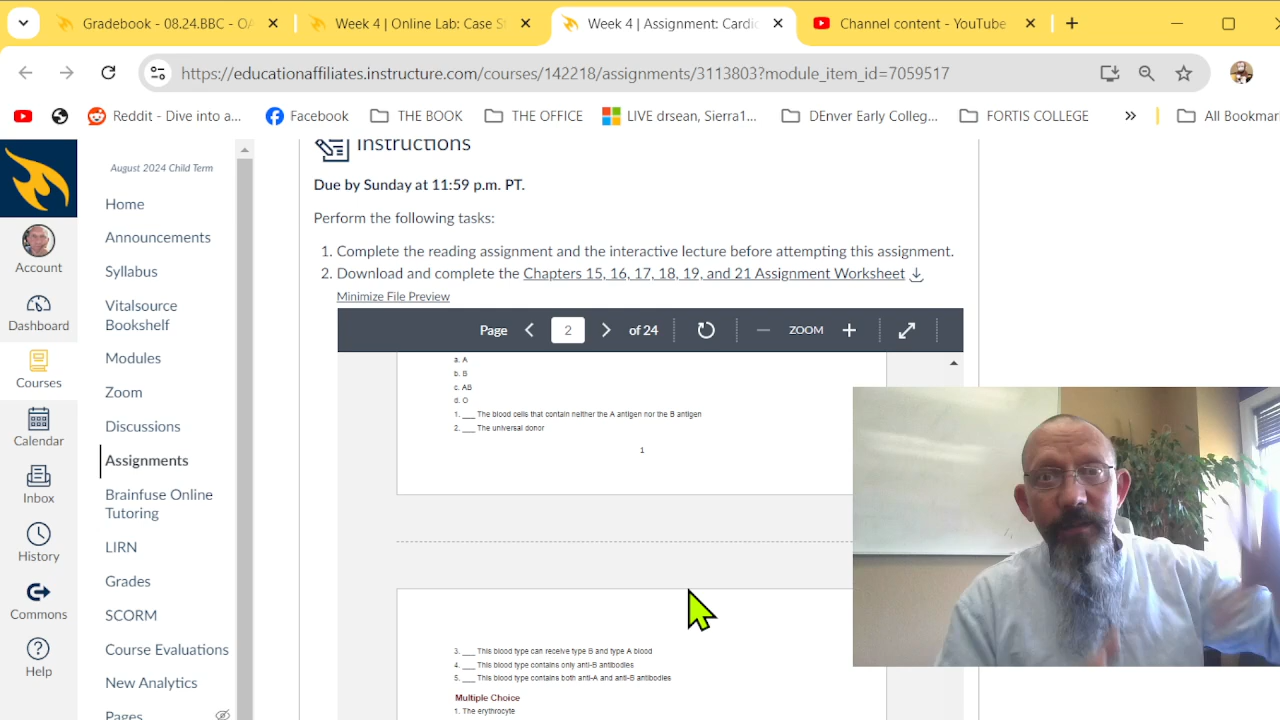 Gradebook - 08.24.BBC - OA
Week 4 | Online Lab: Case St
Week 4 | Assignment: Cardio
Channel content - YouTube
https://educationaffiliates.instructure.com/courses/142218/assignments/3113803?module_item_id=7059517
Reddit - Dive into a...
Facebook
THE BOOK
THE OFFICE
LIVE drsean, Sierra1...
DEnver Early Colleg...
FORTIS COLLEGE
»
All Bookmar
Account
Dashboard
Courses
Calendar
Inbox
History
Commons
Help
August 2024 Child Term
Home
Announcements
Syllabus
Vitalsource
Bookshelf
Modules
Zoom
Discussions
Assignments
Brainfuse Online
Tutoring
LIRN
Grades
SCORM
Course Evaluations
New Analytics
Pages
Instructions
Due by Sunday at 11:59 p.m. PT.
Perform the following tasks:
1. Complete the reading assignment and the interactive lecture before attempting this assignment.
2. Download and complete the Chapters 15, 16, 17, 18, 19, and 21 Assignment Worksheet
Minimize File Preview
Page 2 of 24 ZOOM
a. A
b. B
c. AB
d. O
1. ___ The blood cells that contain neither the A antigen nor the B antigen
2. ___ The universal donor
1
3. ___ This blood type can receive type B and type A blood
4. ___ This blood type contains only anti-B antibodies
5. ___ This blood type contains both anti-A and anti-B antibodies
Multiple Choice
1. The erythrocyte